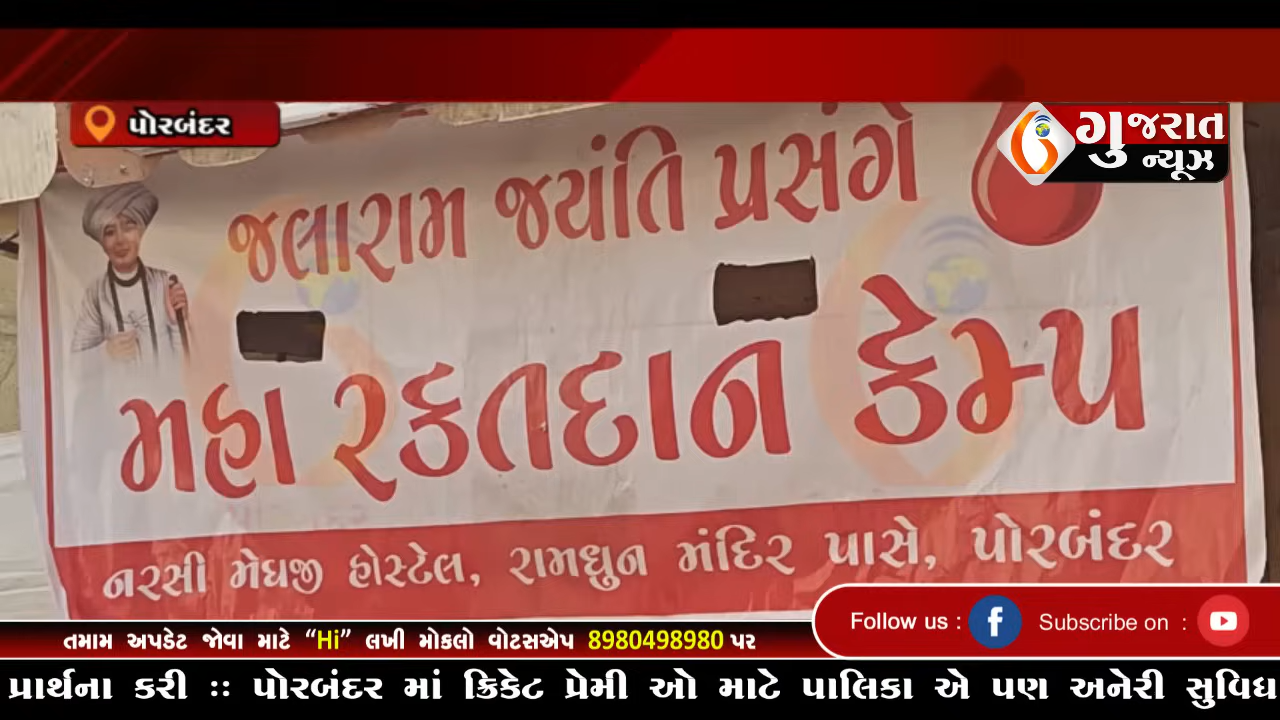 પોરબંદર
ગુજરાત
ન્યૂઝ
જલારામ જયંતિ પ્રસંગે
મહા રકતદાન કેમ્પ
નરસી મેઘજી હોસ્ટેલ, રામધુન મંદિર પાસે, પોરબંદર
Follow us :
Subscribe on :
તમામ અપડેટ જોવા માટે “Hi” લખી મોકલો વોટસએપ 8980498980 પર
પ્રાર્થના કરી :: પોરબંદર માં ક્રિકેટ પ્રેમી ઓ માટે પાલિકા એ પણ અનેરી સુવિધ